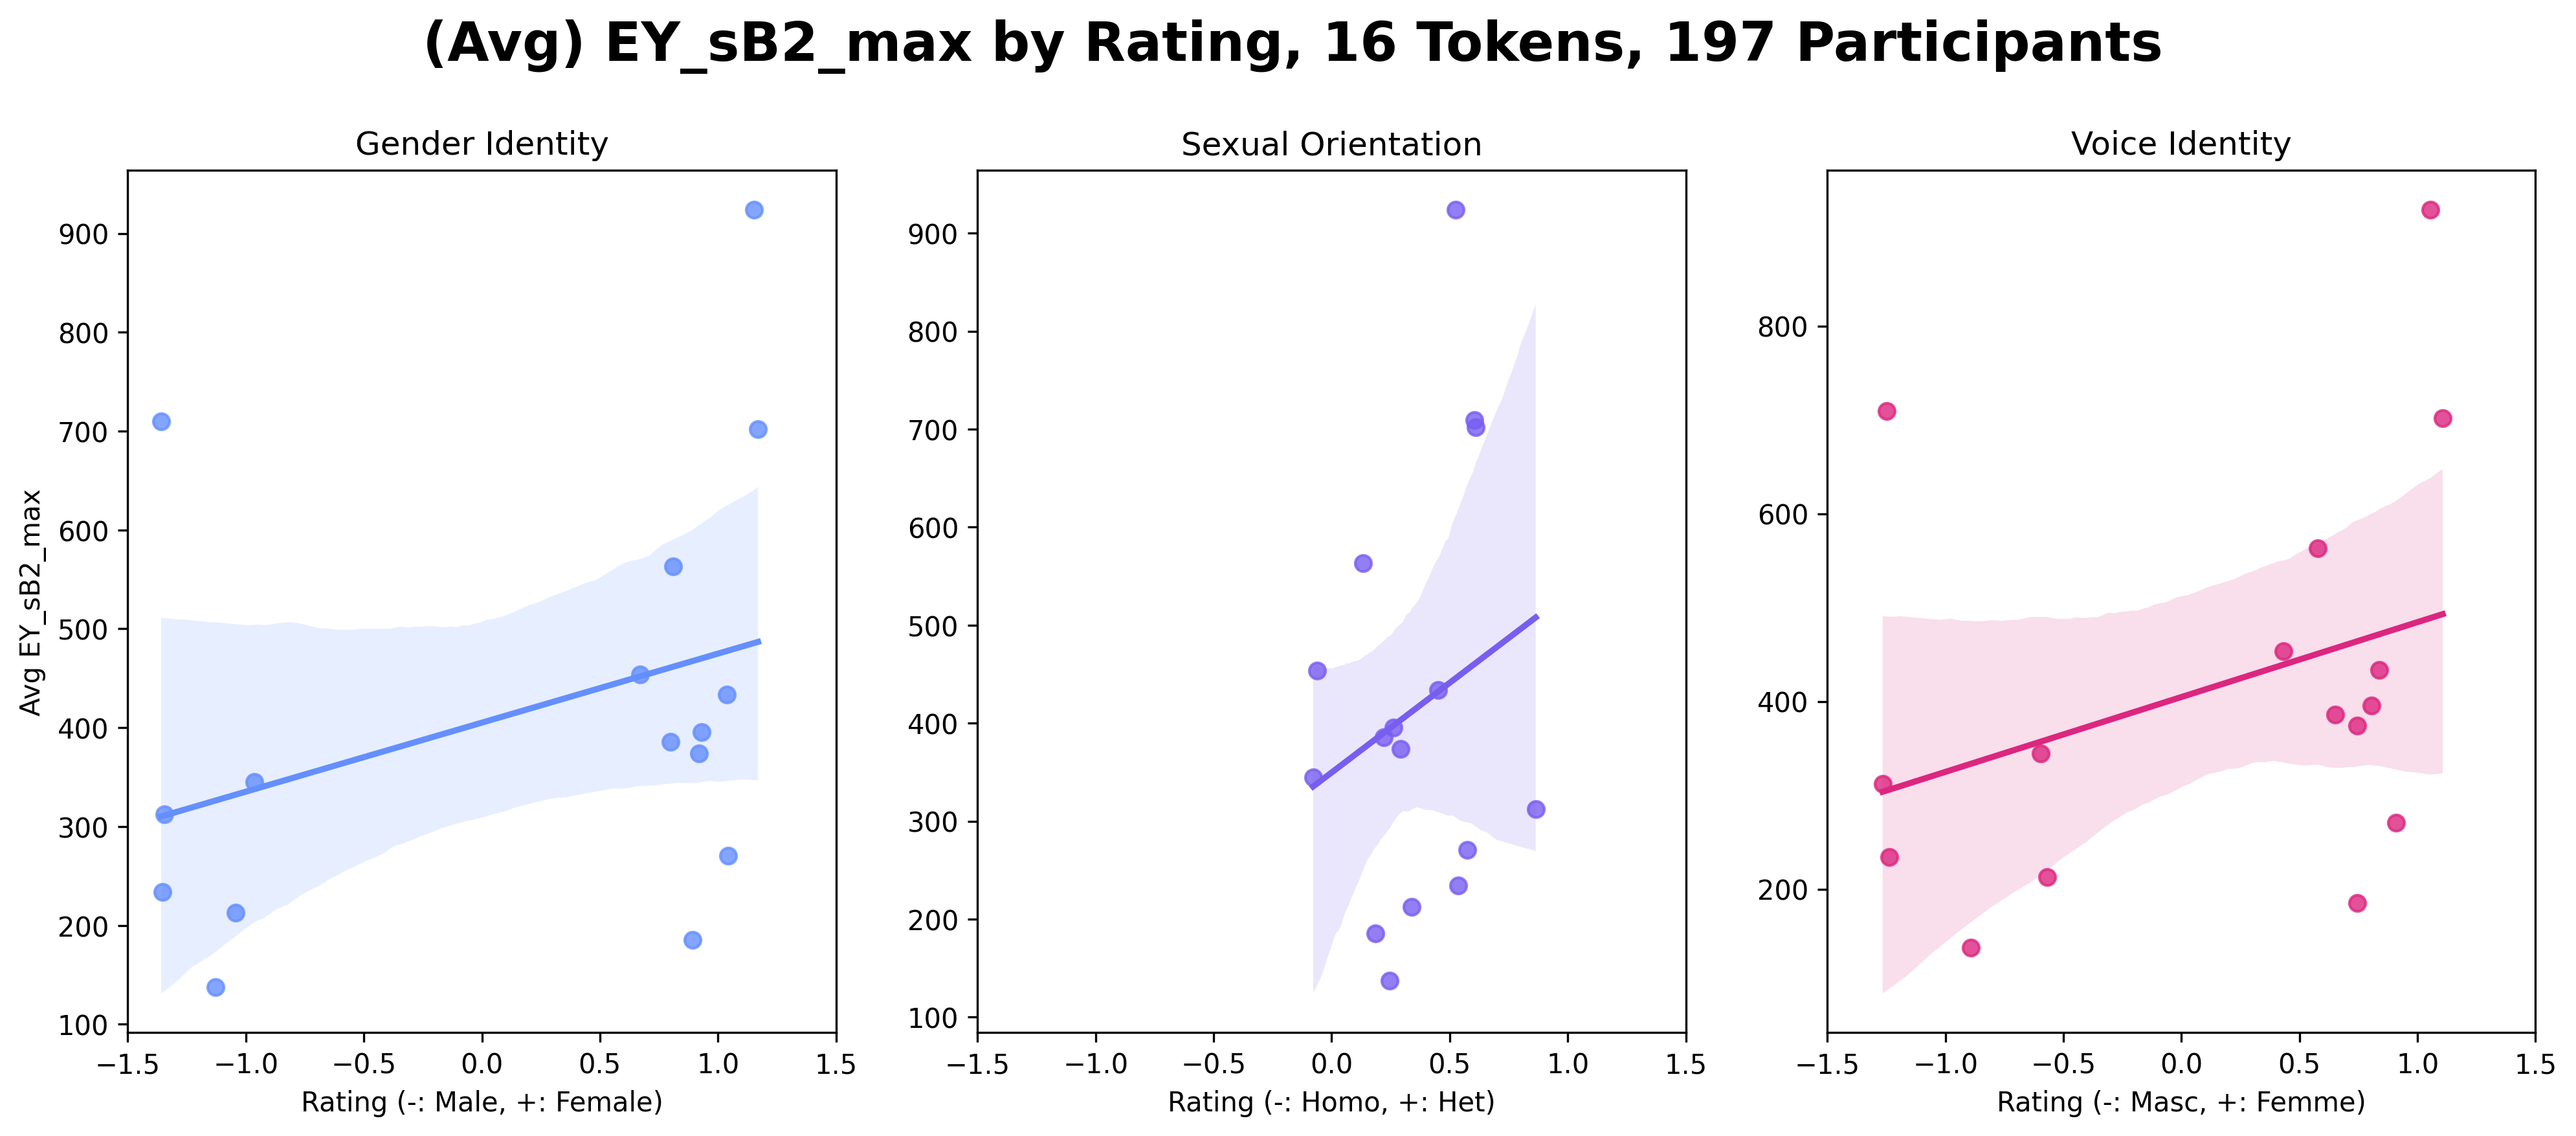 (Avg) EY_sB2_max by Rating, 16 Tokens, 197 Participants
Gender Identity
Sexual Orientation
Voice Identity
Avg EY_sB2_max
900
800
700
600
500
400
300
200
100
−1.5 −1.0 −0.5 0.0 0.5 1.0 1.5
Rating (-: Male, +: Female)
900
800
700
600
500
400
300
200
100
−1.5 −1.0 −0.5 0.0 0.5 1.0 1.5
Rating (-: Homo, +: Het)
800
600
400
200
−1.5 −1.0 −0.5 0.0 0.5 1.0 1.5
Rating (-: Masc, +: Femme)